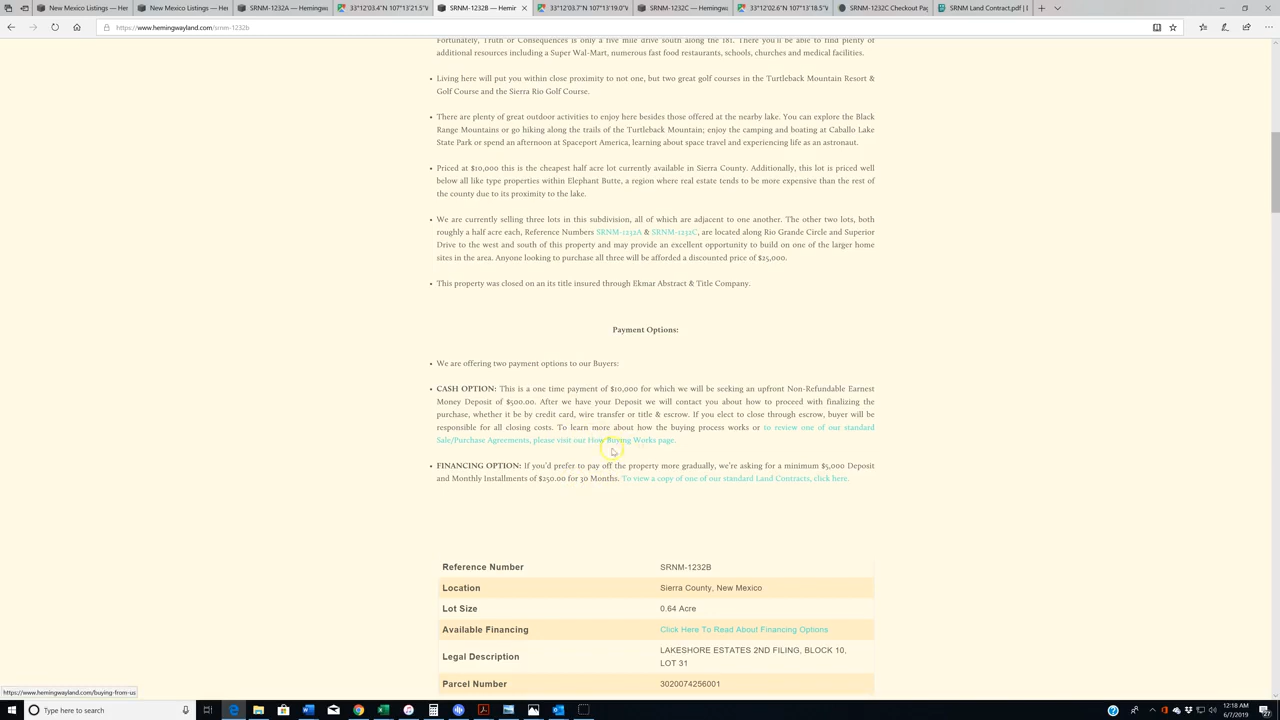 New Mexico Listings — Her
New Mexico Listings — Her
SRNM-1232A — Hemingw
33°12'03.4"N 107°13'21.5"V
SRNM-1232B — Hemir
33°12'03.7"N 107°13'19.0"V
SRNM-1232C — Hemingw
33°12'02.6"N 107°13'18.5"V
SRNM-1232C Checkout Pag
SRNM Land Contract.pdf |
https://www.hemingwayland.com/srnm-1232b
Fortunately, Truth or Consequences is only a five mile drive south along the 181. There you'll be able to find plenty of
additional resources including a Super Wal-Mart, numerous fast food restaurants, schools, churches and medical facilities.
• Living here will put you within close proximity to not one, but two great golf courses in the Turtleback Mountain Resort &
Golf Course and the Sierra Rio Golf Course.
• There are plenty of great outdoor activities to enjoy here besides those offered at the nearby lake. You can explore the Black
Range Mountains or go hiking along the trails of the Turtleback Mountain; enjoy the camping and boating at Caballo Lake
State Park or spend an afternoon at Spaceport America, learning about space travel and experiencing life as an astronaut.
• Priced at $10,000 this is the cheapest half acre lot currently available in Sierra County. Additionally, this lot is priced well
below all like type properties within Elephant Butte, a region where real estate tends to be more expensive than the rest of
the county due to its proximity to the lake.
• We are currently selling three lots in this subdivision, all of which are adjacent to one another. The other two lots, both
roughly a half acre each, Reference Numbers SRNM-1232A & SRNM-1232C, are located along Rio Grande Circle and Superior
Drive to the west and south of this property and may provide an excellent opportunity to build on one of the larger home
sites in the area. Anyone looking to purchase all three will be afforded a discounted price of $25,000.
• This property was closed on an its title insured through Ekmar Abstract & Title Company.
Payment Options:
• We are offering two payment options to our Buyers:
• CASH OPTION: This is a one time payment of $10,000 for which we will be seeking an upfront Non-Refundable Earnest
Money Deposit of $500.00. After we have your Deposit we will contact you about how to proceed with finalizing the
purchase, whether it be by credit card, wire transfer or title & escrow. If you elect to close through escrow, buyer will be
responsible for all closing costs. To learn more about how the buying process works or to review one of our standard
Sale/Purchase Agreements, please visit our How Buying Works page.
• FINANCING OPTION: If you'd prefer to pay off the property more gradually, we're asking for a minimum $5,000 Deposit
and Monthly Installments of $250.00 for 30 Months. To view a copy of one of our standard Land Contracts, click here.
Reference Number SRNM-1232B
Location Sierra County, New Mexico
Lot Size 0.64 Acre
Available Financing Click Here To Read About Financing Options
Legal Description LAKESHORE ESTATES 2ND FILING, BLOCK 10,
LOT 31
Parcel Number 3020074256001
https://www.hemingwayland.com/buying-from-us
Type here to search
12:18 AM
6/7/2019
27